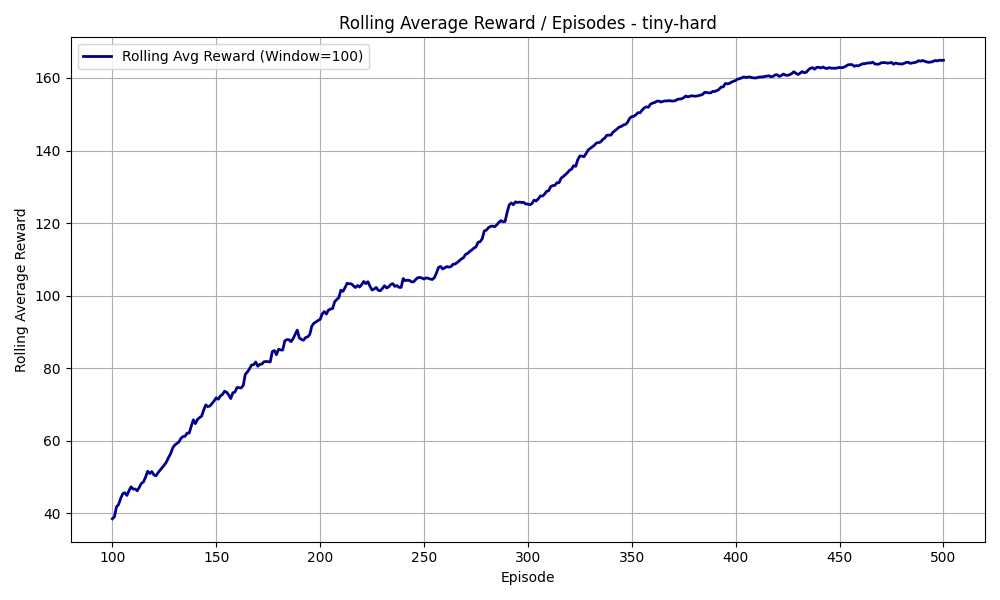 Rolling Average Reward / Episodes - tiny-hard
Rolling Avg Reward (Window=100)
Rolling Average Reward
160
140
120
100
80
60
40
100 150 200 250 300 350 400 450 500
Episode